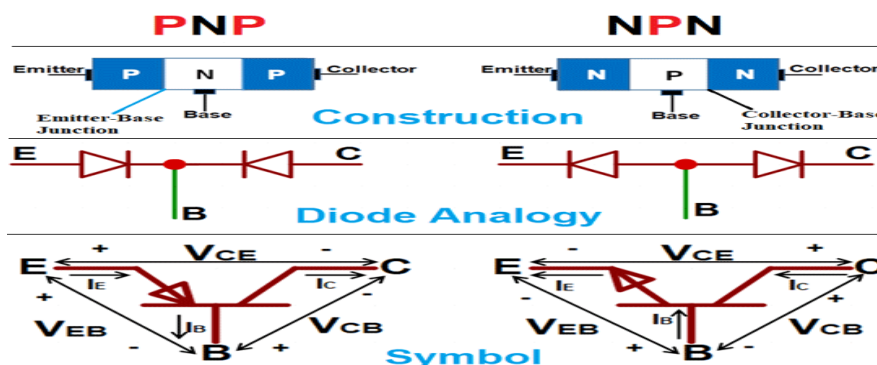 PNP NPN
Emitter P N P Collector Emitter N P N Collector
Emitter-Base Junction Base Base Collector-Base Junction
Construction
E C E C
B B
Diode Analogy
+ VCE - - VCE +
E IE IC C E IE IC C
+ - - +
VEB IB VCB VEB IB VCB
- B + + B -
Symbol